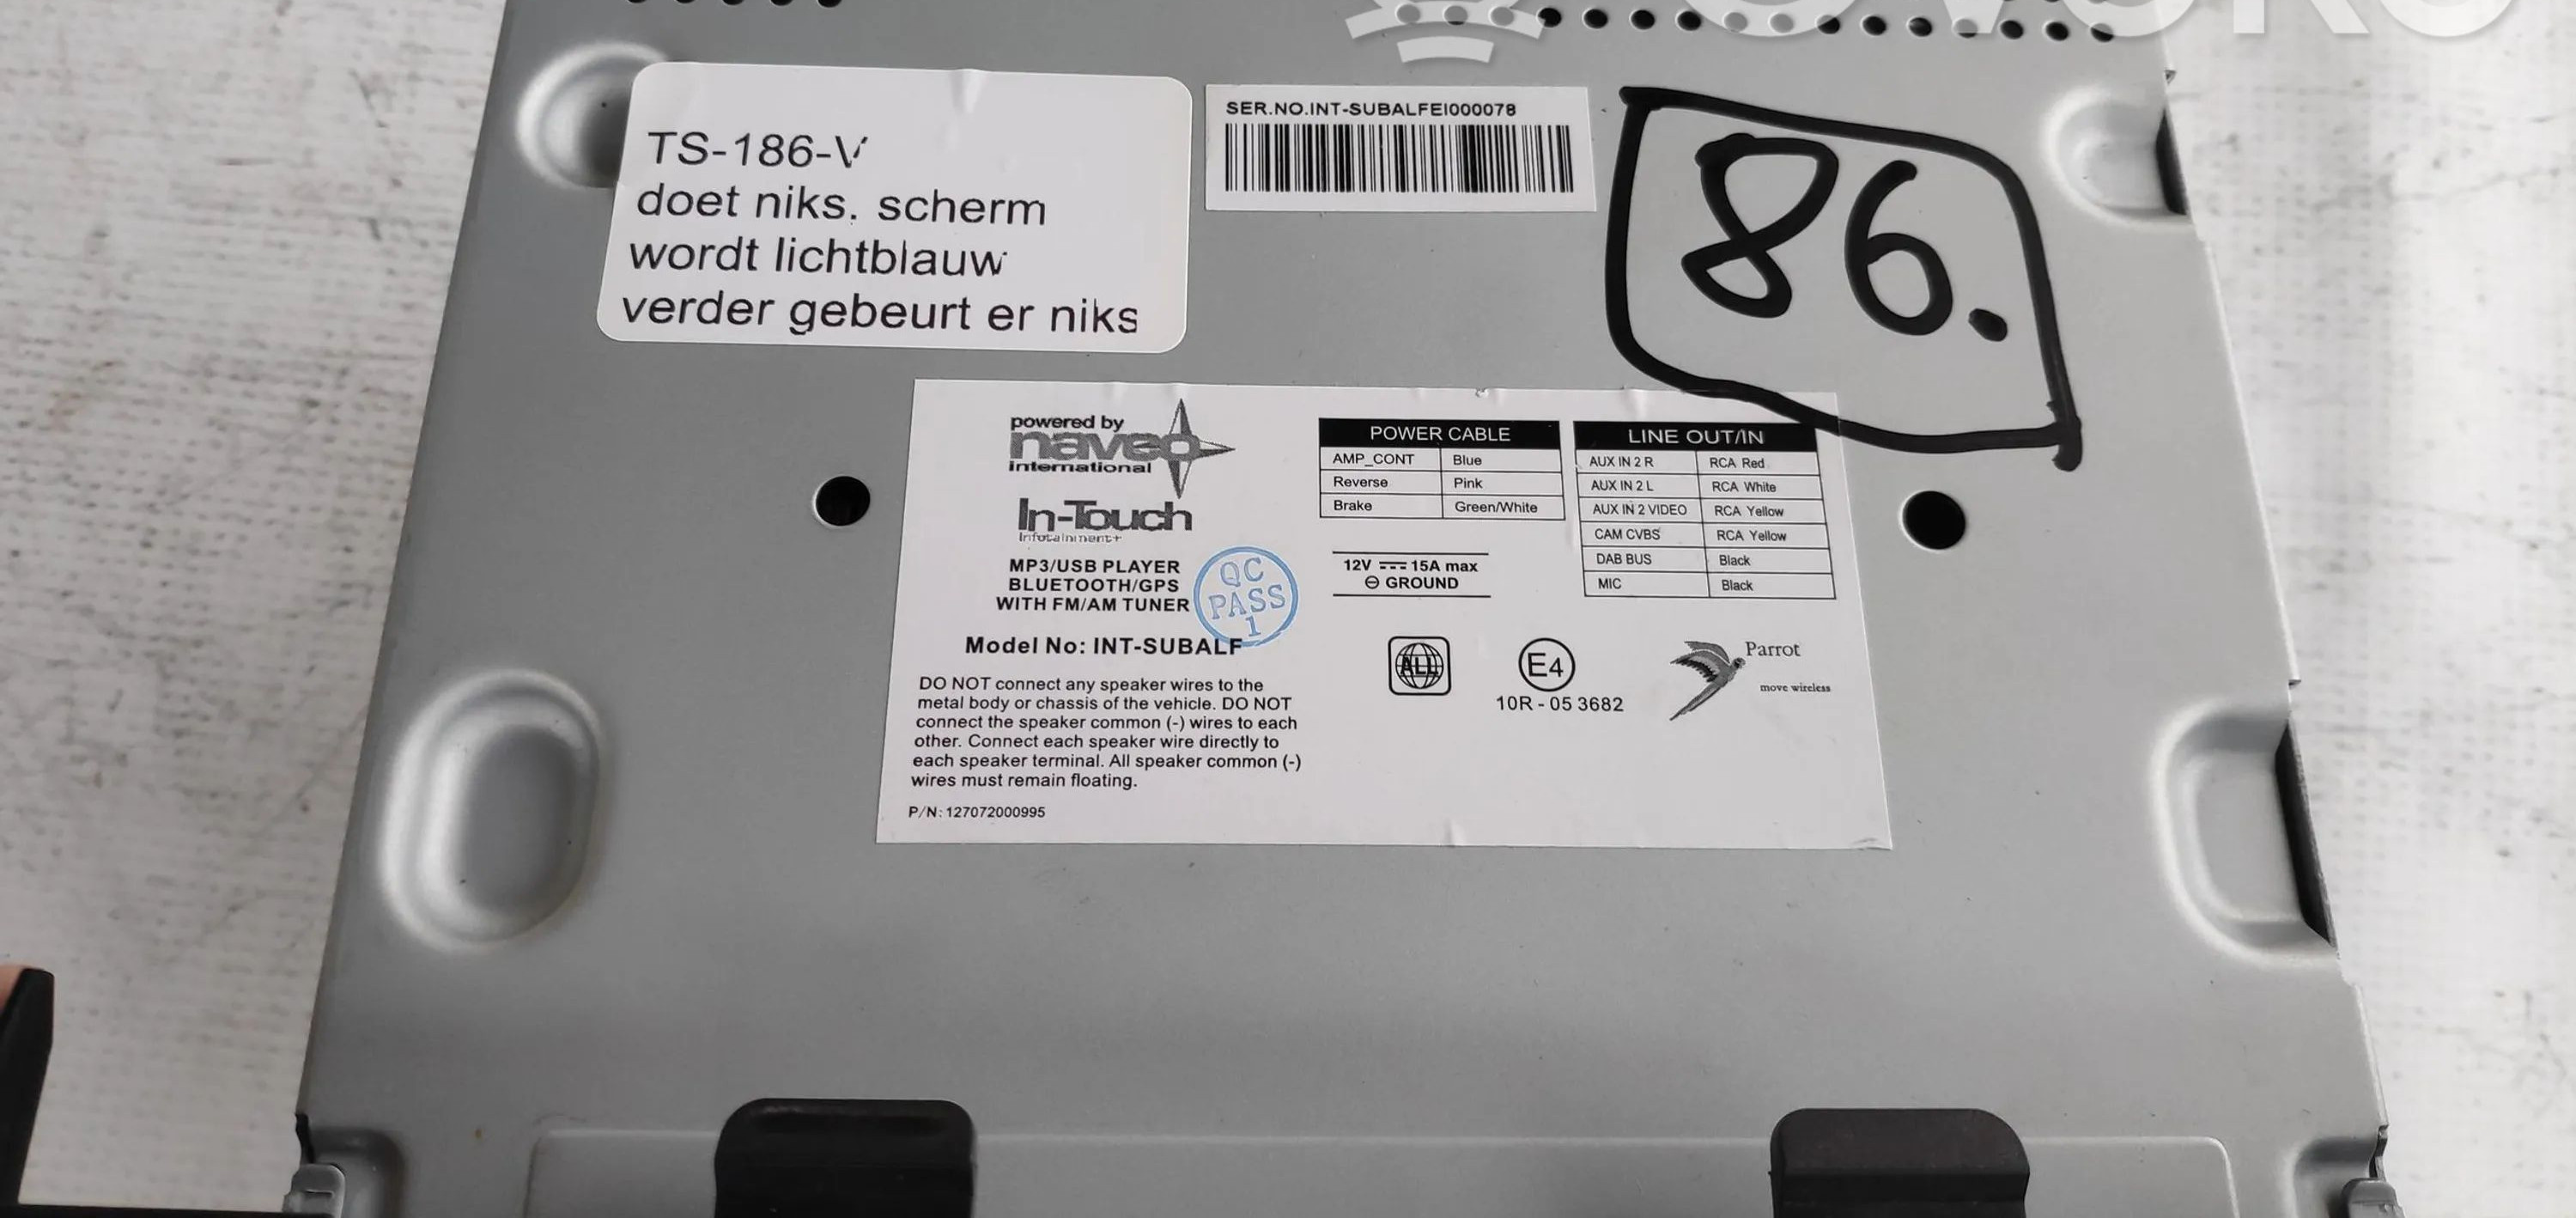 TS-186-V
doet niks. scherm
wordt lichtblauw
verder gebeurt er niks
SER.NO.INT-SUBALFEI000078
86.
powered by
naveo
international
In-Touch
Infotainment+
MP3/USB PLAYER
BLUETOOTH/GPS
WITH FM/AM TUNER
QC
PASS
1
Model No: INT-SUBALF
DO NOT connect any speaker wires to the
metal body or chassis of the vehicle. DO NOT
connect the speaker common (-) wires to each
other. Connect each speaker wire directly to
each speaker terminal. All speaker common (-)
wires must remain floating.
P/N: 127072000995
POWER CABLE
AMP_CONT Blue
Reverse Pink
Brake Green/White
12V 15A max
GROUND
LINE OUT/IN
AUX IN 2 R RCA Red
AUX IN 2 L RCA White
AUX IN 2 VIDEO RCA Yellow
CAM CVBS RCA Yellow
DAB BUS Black
MIC Black
ALL
E4
10R - 05 3682
Parrot
move wireless